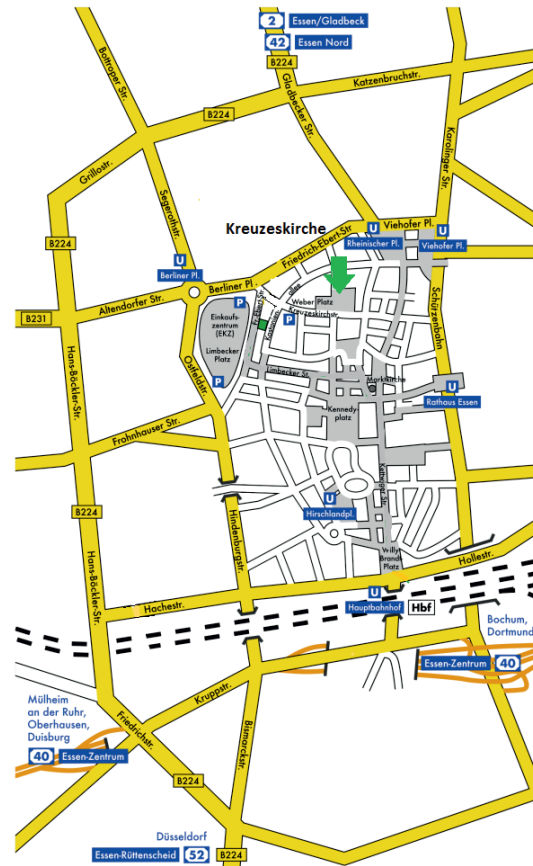 2 Essen/Gladbeck
42 Essen Nord
B224
Bottroper Str.
Gladbecker Str.
Katzenbruchstr.
Karolinger Str.
B224
Grillostr.
Segerothstr.
Kreuzeskirche
Friedrich-Ebert-Str
Viehofer Pl.
U
Rheinischer Pl.
U
Viehofer Pl.
B224
U
Berliner Pl.
Berliner Pl.
Altendorfer Str.
B231
P
Einkaufs-
zentrum
(EKZ)
Limbecker
Platz
P
Weber Platz
Kreuzeskirchstr.
Kastanien-
allee
P
Schützenbahn
Ostfeldstr.
Hans-Böckler-Str.
Limbecker Str.
Marktkirche
U
Rathaus Essen
Kennedy-
platz
Frohnhauser Str.
Kettwiger Str.
B224
Hindenburgstr.
U
Hirschlandpl.
Willy-
Brandt-
Platz
Hans-Böckler-Str.
Hollestr.
Hachestr.
U
Hauptbahnhof
Hbf
Bochum,
Dortmund
Essen-Zentrum 40
Mülheim
an der Ruhr,
Oberhausen,
Duisburg
40 Essen-Zentrum
Kruppstr.
Friedrichstr.
Bismarckstr.
B224
Düsseldorf
Essen-Rüttenscheid 52
B224